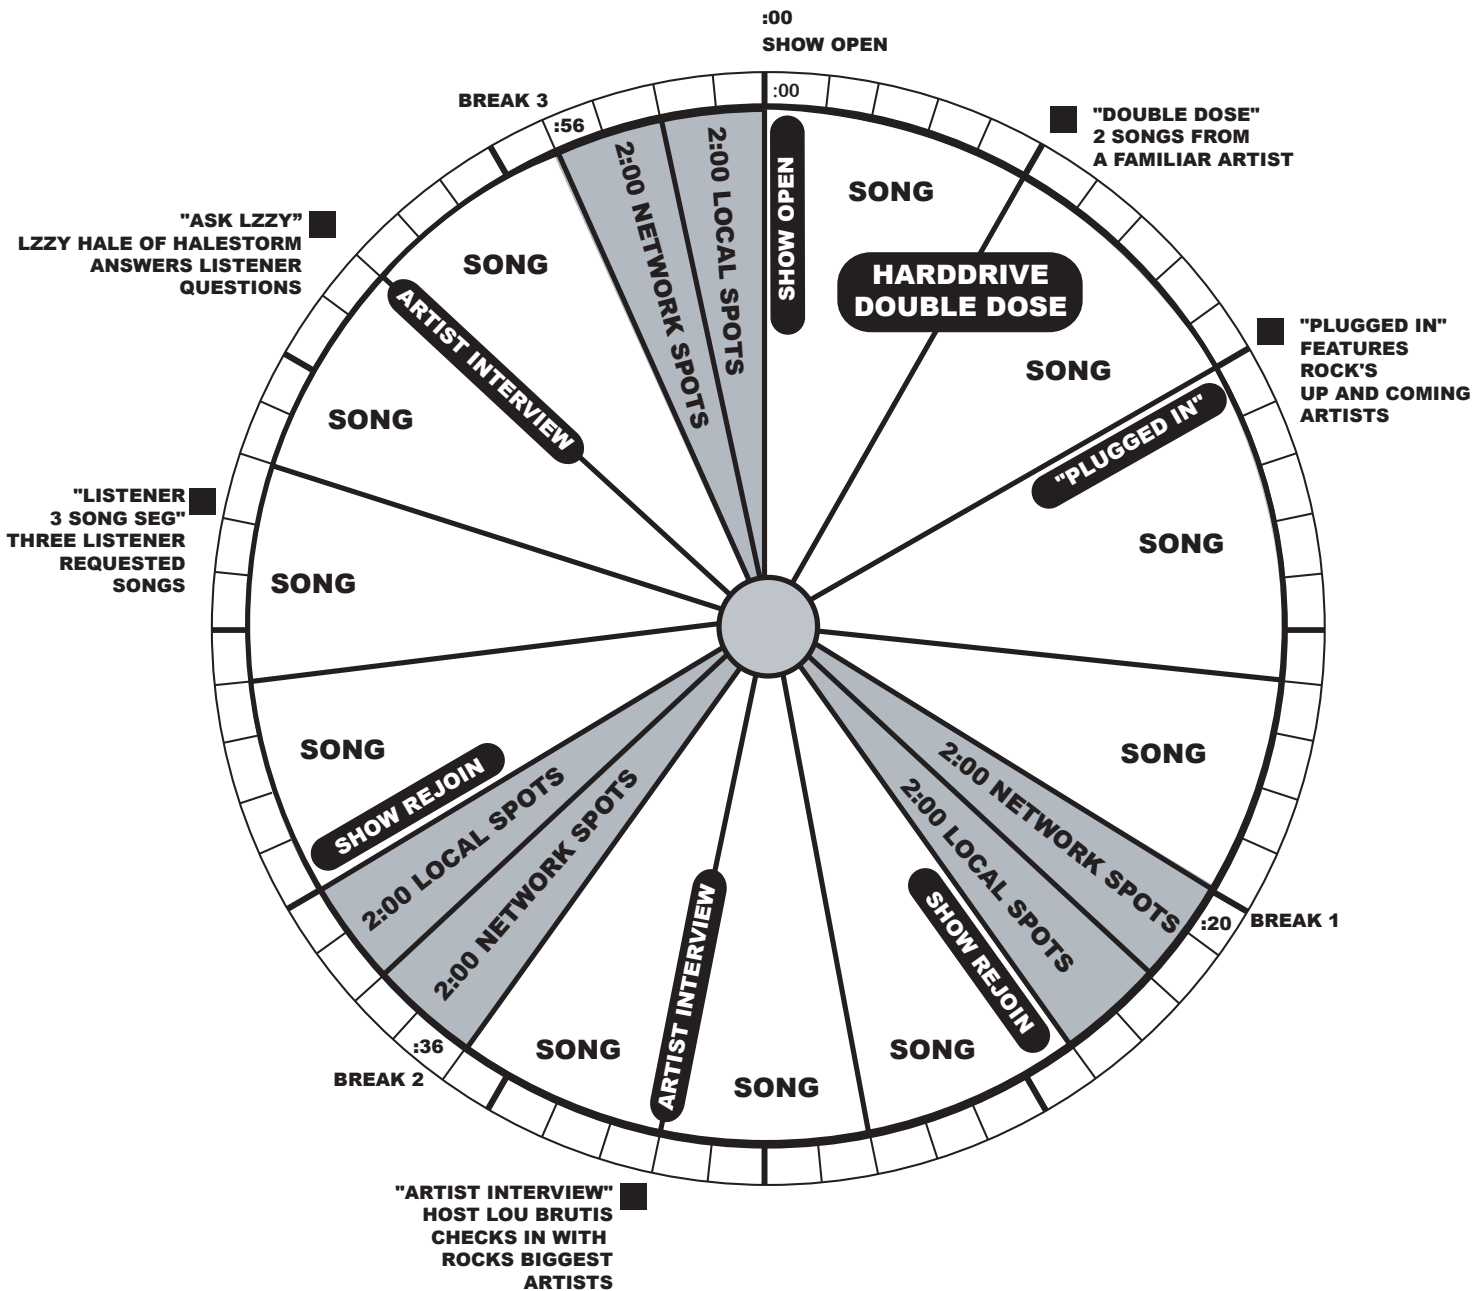 :00
SHOW OPEN
:00
SHOW OPEN
SONG
"DOUBLE DOSE"
2 SONGS FROM
A FAMILIAR ARTIST
HARDDRIVE
DOUBLE DOSE
SONG
"PLUGGED IN"
FEATURES
ROCK'S
UP AND COMING
ARTISTS
"PLUGGED IN"
SONG
SONG
2:00 NETWORK SPOTS
:20
BREAK 1
2:00 LOCAL SPOTS
SHOW REJOIN
SONG
SONG
ARTIST INTERVIEW
"ARTIST INTERVIEW"
HOST LOU BRUTIS
CHECKS IN WITH
ROCKS BIGGEST
ARTISTS
SONG
:36
BREAK 2
2:00 NETWORK SPOTS
2:00 LOCAL SPOTS
SHOW REJOIN
SONG
SONG
"LISTENER
3 SONG SEG"
THREE LISTENER
REQUESTED
SONGS
SONG
ARTIST INTERVIEW
"ASK LZZY”
LZZY HALE OF HALESTORM
ANSWERS LISTENER
QUESTIONS
SONG
BREAK 3
:56
2:00 NETWORK SPOTS
2:00 LOCAL SPOTS